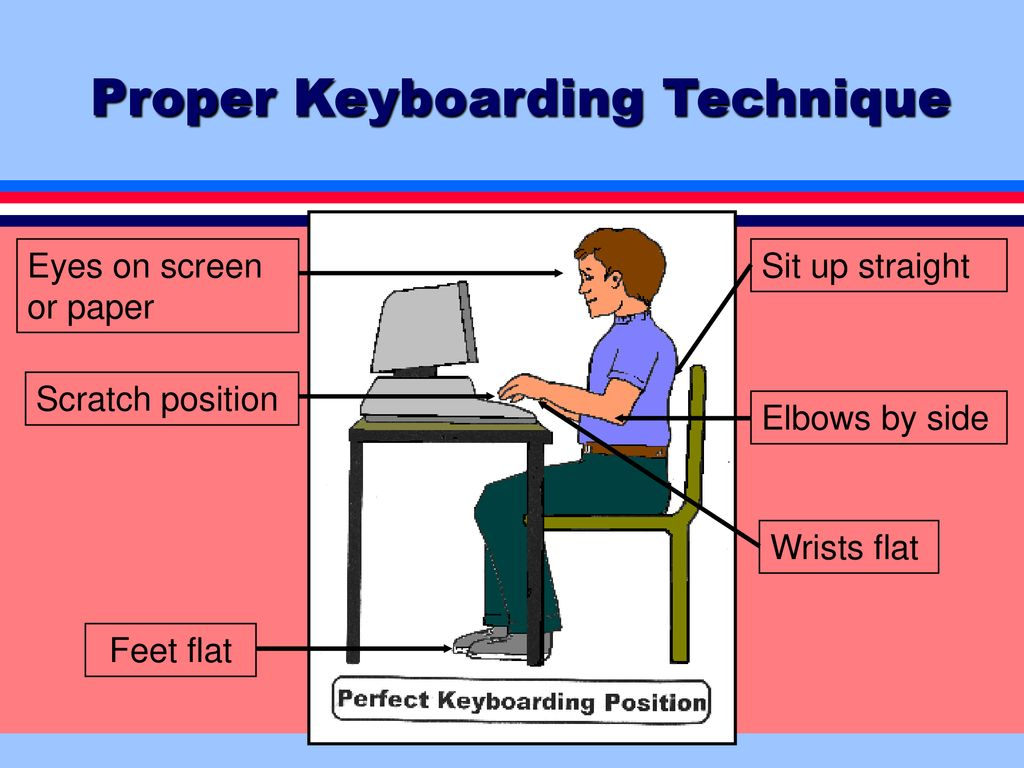 Proper Keyboarding Technique
Eyes on screen
or paper
Sit up straight
Scratch position
Elbows by side
Wrists flat
Feet flat
Perfect Keyboarding Position